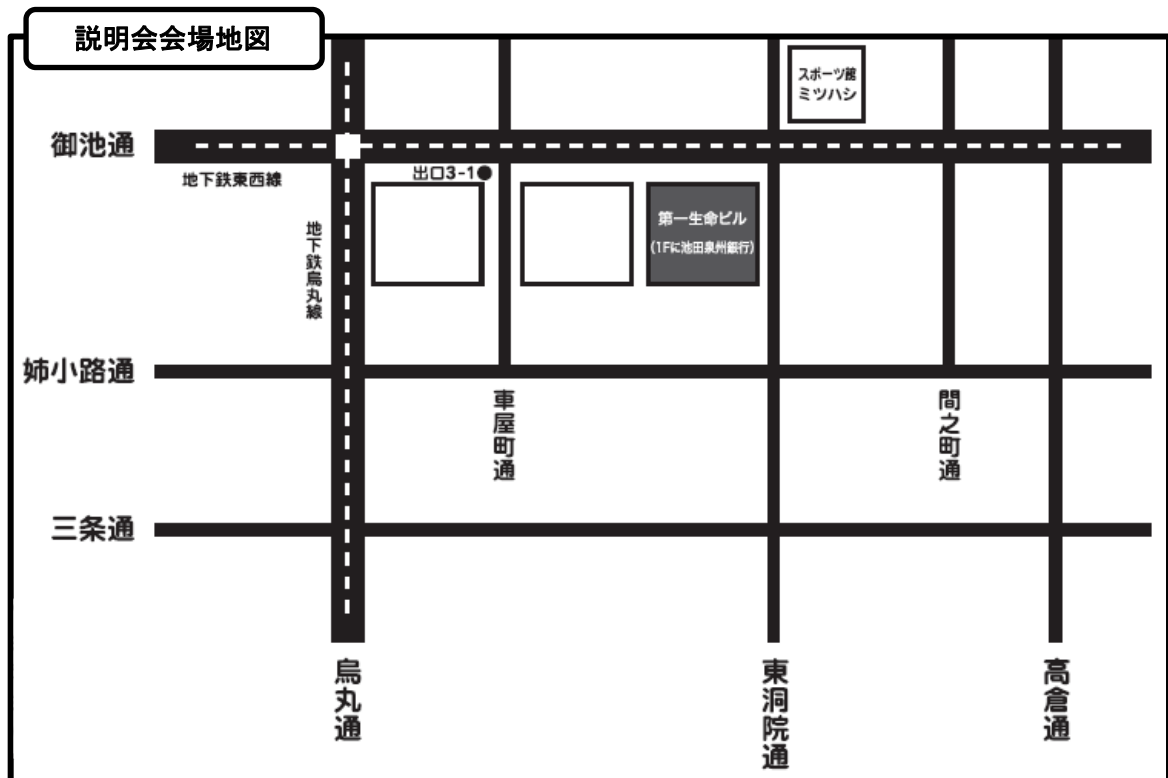 説明会会場地図
スポーツ館
ミツハシ
御池通
地下鉄東西線
出口3-1●
地下鉄烏丸線
第一生命ビル
(1Fに池田泉州銀行)
姉小路通
車屋町通
間之町通
三条通
烏丸通
東洞院通
高倉通